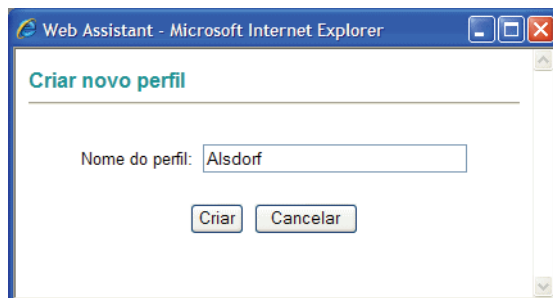 Web Assistant - Microsoft Internet Explorer
Criar novo perfil
Nome do perfil: Alsdorf
Criar Cancelar